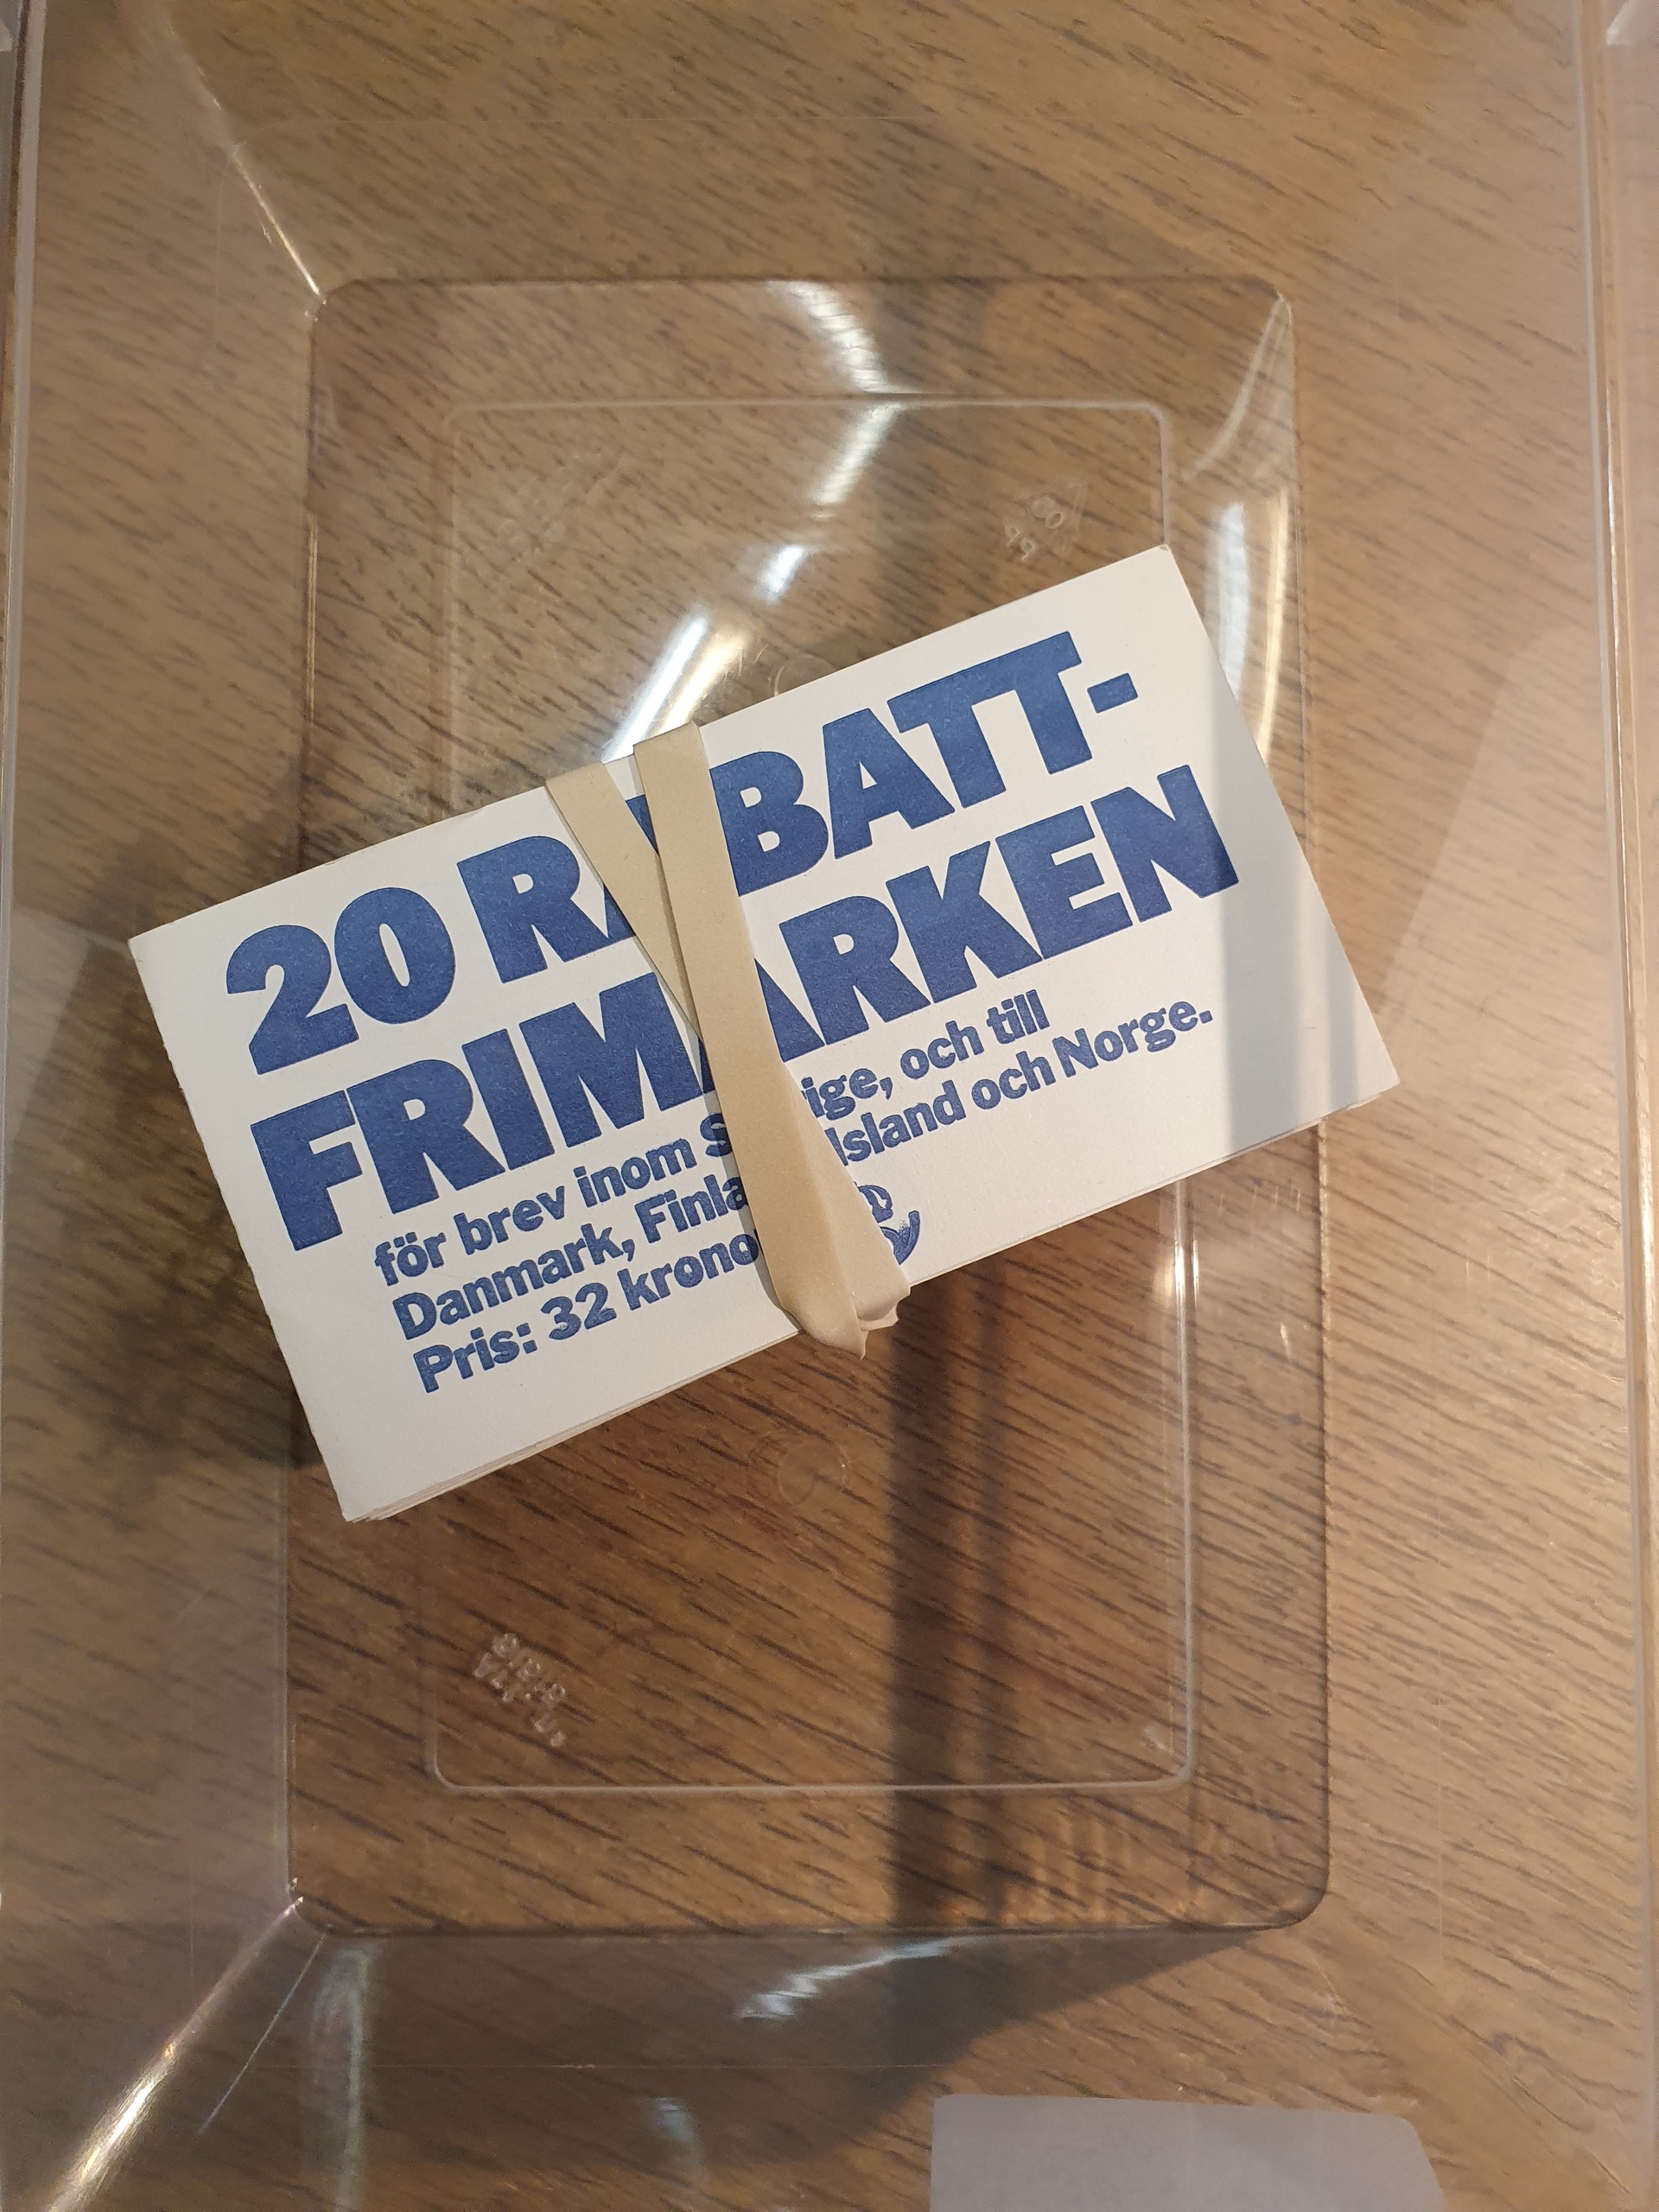 20 RABATT-
FRIMÄRKEN
för brev inom Sverige, och till
Danmark, Finland, Island och Norge.
Pris: 32 kronor